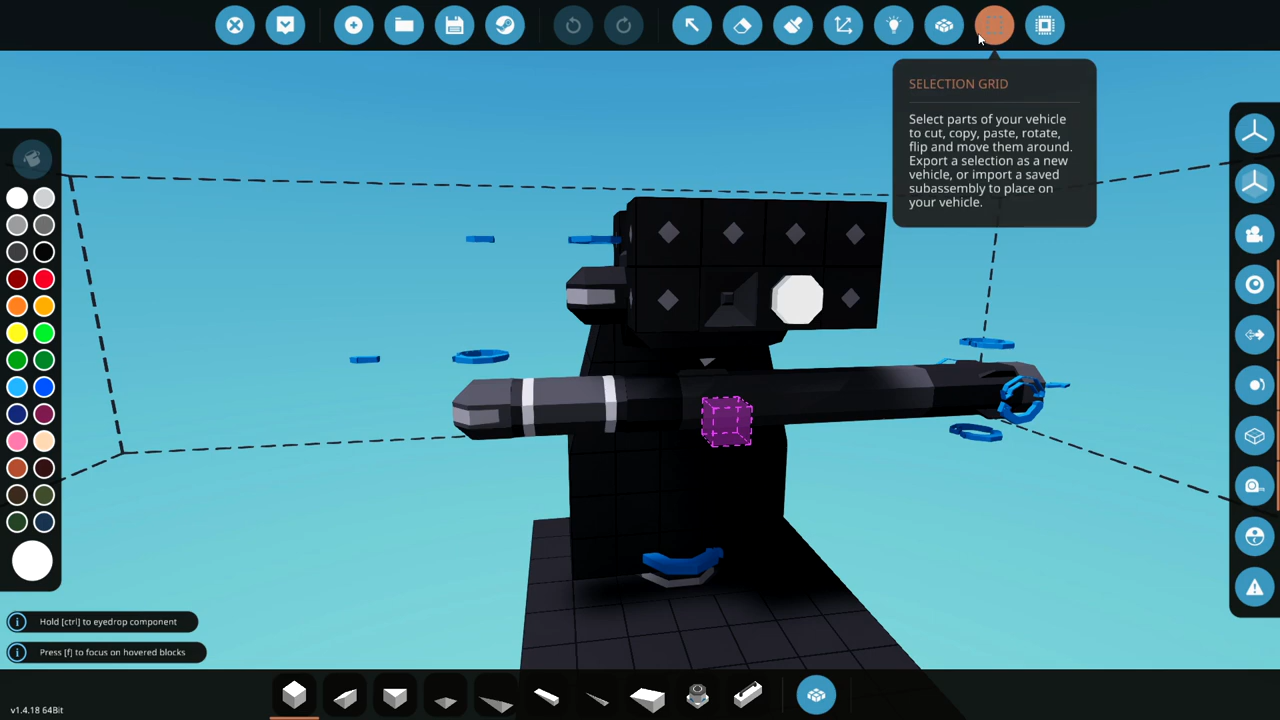 SELECTION GRID
Select parts of your vehicle
to cut, copy, paste, rotate,
flip and move them around.
Export a selection as a new
vehicle, or import a saved
subassembly to place on
your vehicle.
Hold [ctrl] to eyedrop component
Press [f] to focus on hovered blocks
v1.4.18 64Bit